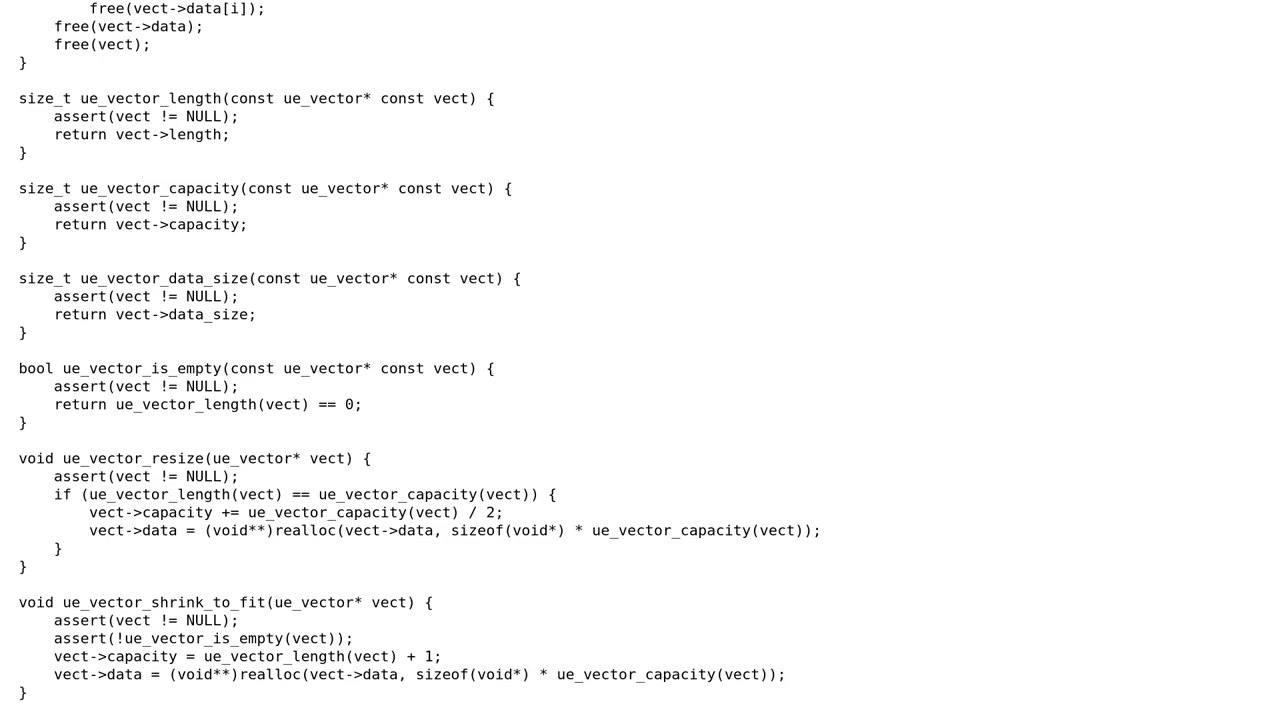 free(vect->data[i]);
    free(vect->data);
    free(vect);
}

size_t ue_vector_length(const ue_vector* const vect) {
    assert(vect != NULL);
    return vect->length;
}

size_t ue_vector_capacity(const ue_vector* const vect) {
    assert(vect != NULL);
    return vect->capacity;
}

size_t ue_vector_data_size(const ue_vector* const vect) {
    assert(vect != NULL);
    return vect->data_size;
}

bool ue_vector_is_empty(const ue_vector* const vect) {
    assert(vect != NULL);
    return ue_vector_length(vect) == 0;
}

void ue_vector_resize(ue_vector* vect) {
    assert(vect != NULL);
    if (ue_vector_length(vect) == ue_vector_capacity(vect)) {
        vect->capacity += ue_vector_capacity(vect) / 2;
        vect->data = (void**)realloc(vect->data, sizeof(void*) * ue_vector_capacity(vect));
    }
}

void ue_vector_shrink_to_fit(ue_vector* vect) {
    assert(vect != NULL);
    assert(!ue_vector_is_empty(vect));
    vect->capacity = ue_vector_length(vect) + 1;
    vect->data = (void**)realloc(vect->data, sizeof(void*) * ue_vector_capacity(vect));
}